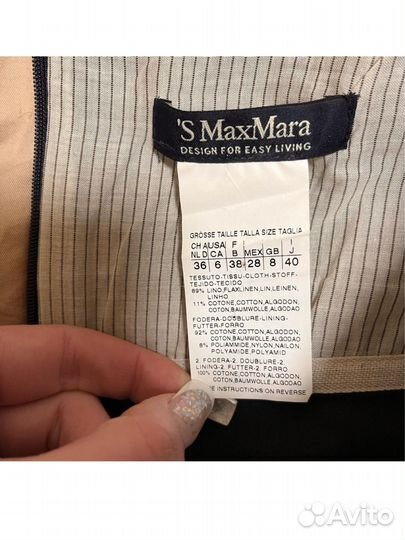 'S MaxMara
DESIGN FOR EASY LIVING
GRÖSSE TAILLE TALLA SIZE TAGLIA
CH AUSA F I
NL D CA B MEX GB J
36 6 38 28 8 40
TESSUTO-TISSU-CLOTH-STOFF-
TEJIDO-TECIDO
89% LINO,FLAX,LINEN,LIN,LEINEN,
LINHO
11% COTONE,COTTON,ALGODON,
COTON,BAUMWOLLE,ALGODAO
FODERA-DOUBLURE-LINING-
FUTTER-FORRO
92% COTONE,COTTON,ALGODON,
COTON,BAUMWOLLE,ALGODAO
8% POLIAMMIDE,NYLON,NAILON,
POLYAMIDE,POLYAMID
2. FODERA-2. DOUBLURE-2.
LINING-2. FUTTER-2. FORRO
100% COTONE,COTTON,ALGODON,
COTON,BAUMWOLLE,ALGODAO
INSTRUCTIONS ON REVERSE
Avito